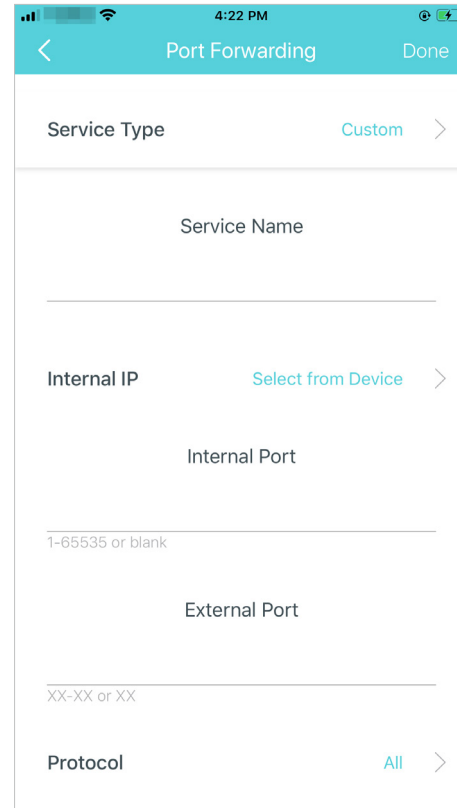 4:22 PM
Port Forwarding Done
Service Type Custom
Service Name
Internal IP Select from Device
Internal Port
1-65535 or blank
External Port
XX-XX or XX
Protocol All